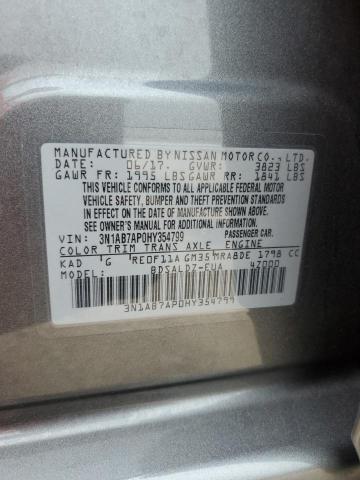 MANUFACTURED BY NISSAN MOTOR CO., LTD.
DATE: 06/17. GVWR: 3823 LBS
GAWR FR: 1995 LBS GAWR RR: 1841 LBS
THIS VEHICLE CONFORMS TO ALL APPLICABLE FEDERAL MOTOR
VEHICLE SAFETY, BUMPER, AND THEFT PREVENTION STANDARDS
IN EFFECT ON THE DATE OF MANUFACTURE SHOWN ABOVE.
SEE OWNER'S MANUAL FOR ADDITIONAL INFORMATION.
VIN: 3N1AB7AP0HY354799 PASSENGER CAR.
COLOR TRIM TRANS AXLE ENGINE
KAD G RE0F11A GM35 MRA8DE 1798 CC
MODEL: BDSALDZ-EUA 47000
3N1AB7AP0HY354799